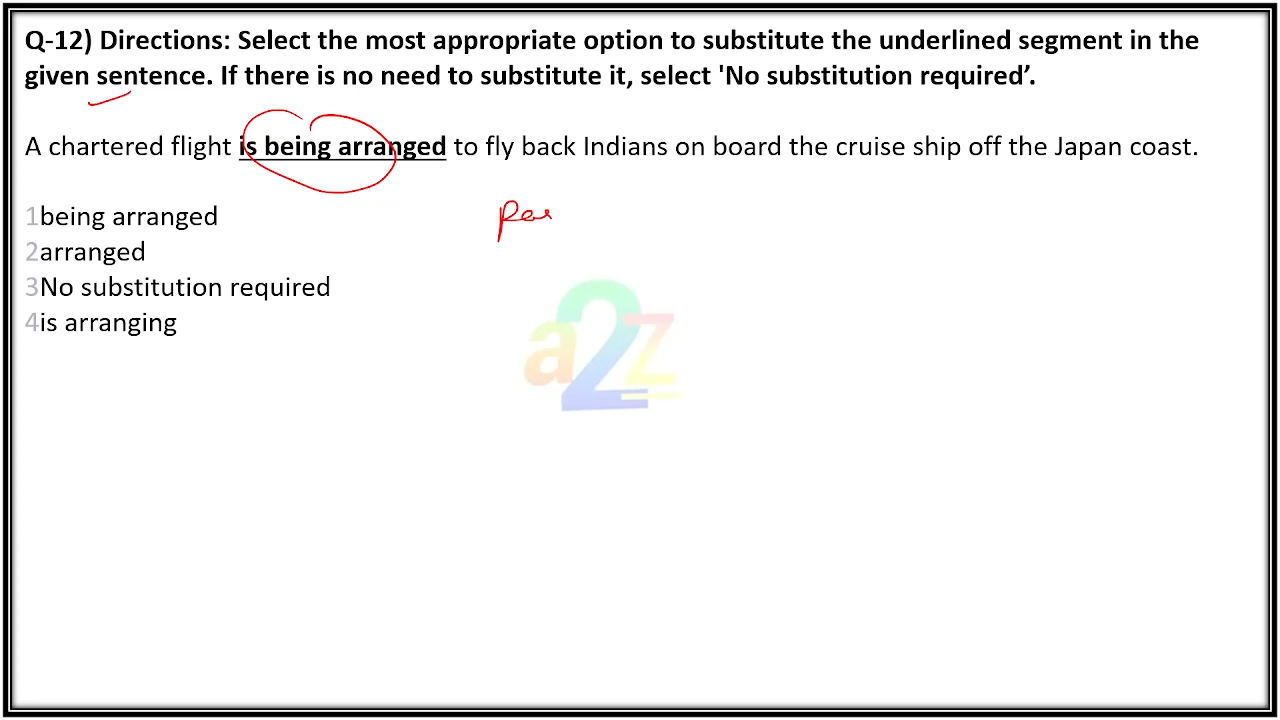 Q-12) Directions: Select the most appropriate option to substitute the underlined segment in the
given sentence. If there is no need to substitute it, select 'No substitution required’.
A chartered flight is being arranged to fly back Indians on board the cruise ship off the Japan coast.
1being arranged
2arranged
3No substitution required
4is arranging
a2z